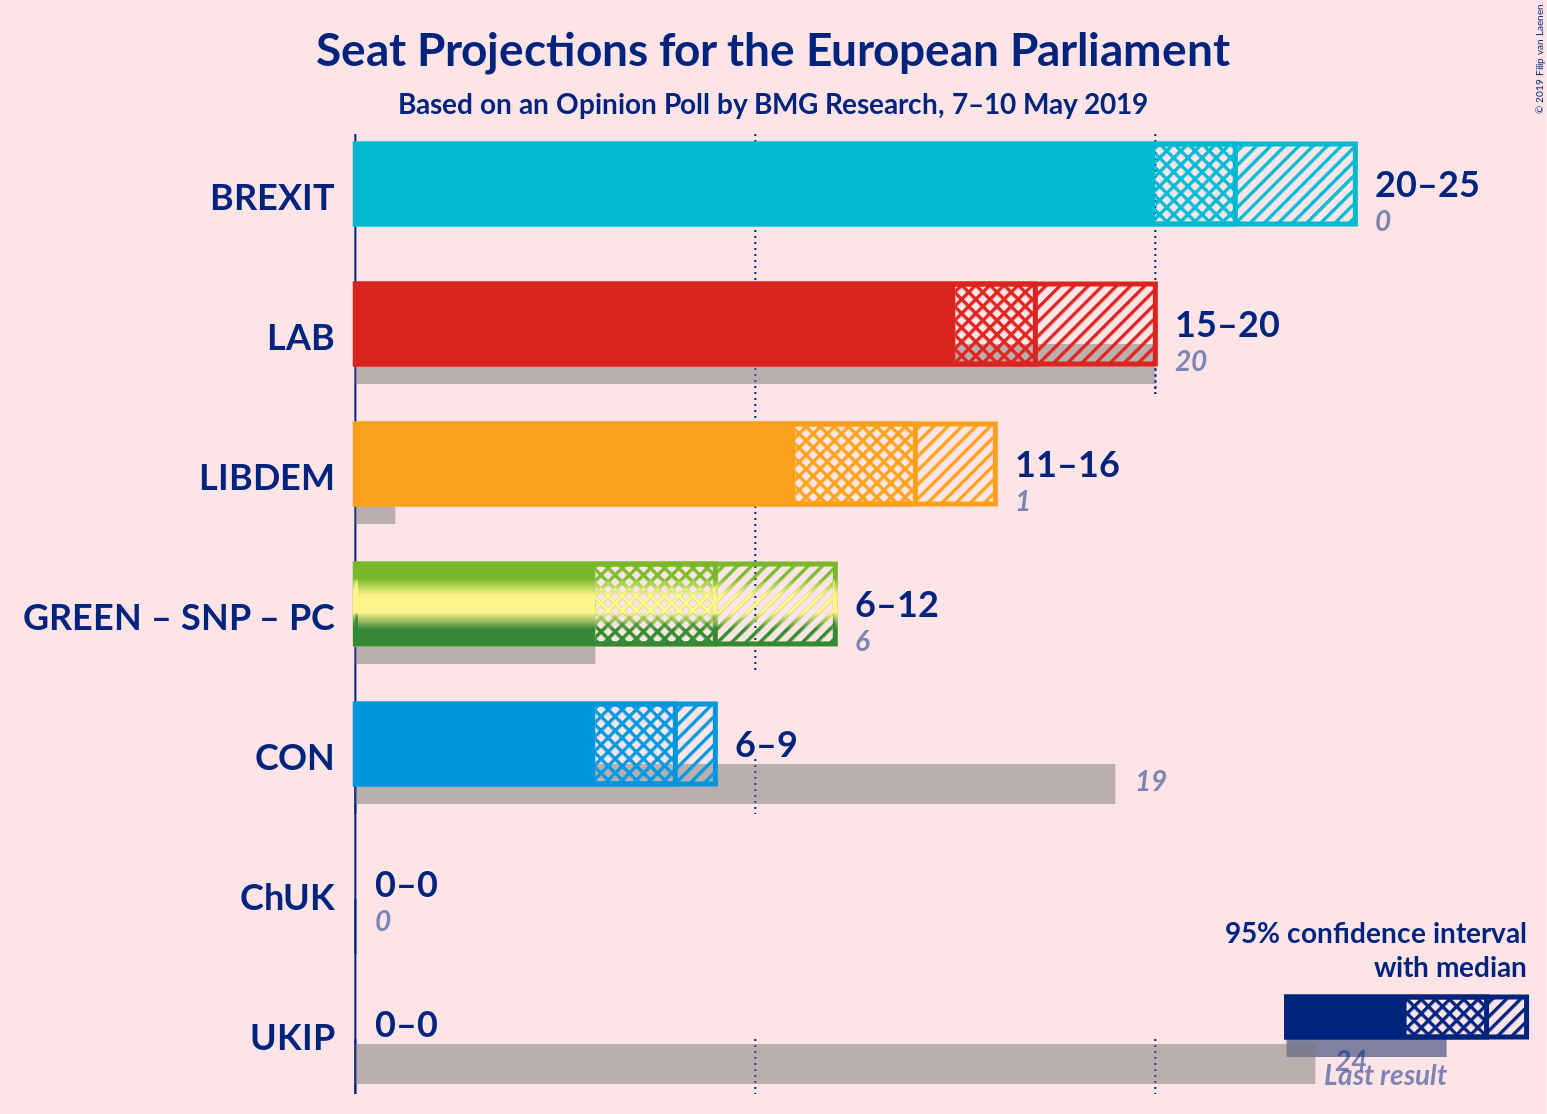 Seat Projections for the European Parliament
Based on an Opinion Poll by BMG Research, 7–10 May 2019
© 2019 Filip van Laenen
BREXIT
20–25
0
LAB
15–20
20
LIBDEM
11–16
1
GREEN – SNP – PC
6–12
6
CON
6–9
19
ChUK
0–0
0
UKIP
0–0
24
95% confidence interval
with median
Last result